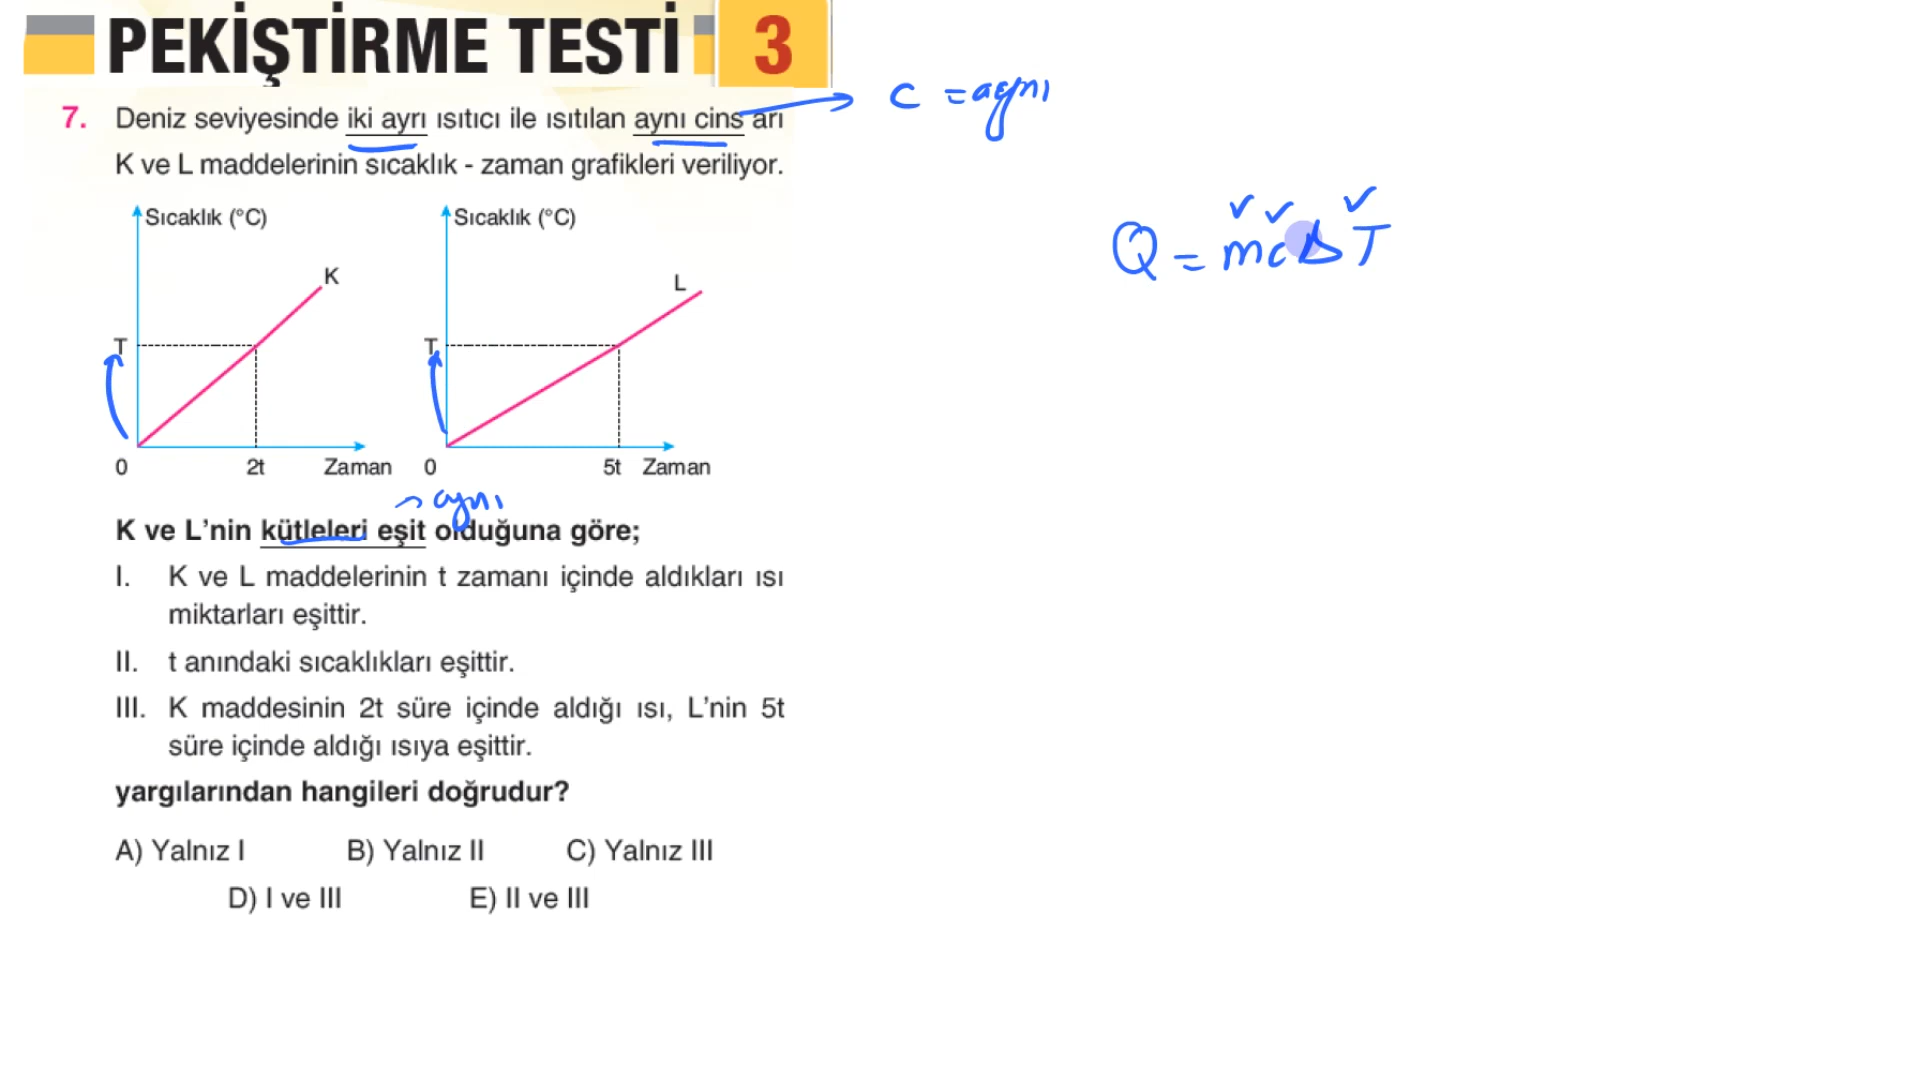 PEKİŞTİRME TESTİ 3
c = aynı
7. Deniz seviyesinde iki ayrı ısıtıcı ile ısıtılan aynı cins arı
K ve L maddelerinin sıcaklık - zaman grafikleri veriliyor.
Q = mcΔT
Sıcaklık (°C) Sıcaklık (°C)
K L
T T
0 2t Zaman 0 5t Zaman
aynı
K ve L’nin kütleleri eşit olduğuna göre;
I. K ve L maddelerinin t zamanı içinde aldıkları ısı
miktarları eşittir.
II. t anındaki sıcaklıkları eşittir.
III. K maddesinin 2t süre içinde aldığı ısı, L’nin 5t
süre içinde aldığı ısıya eşittir.
yargılarından hangileri doğrudur?
A) Yalnız I B) Yalnız II C) Yalnız III
D) I ve III E) II ve III